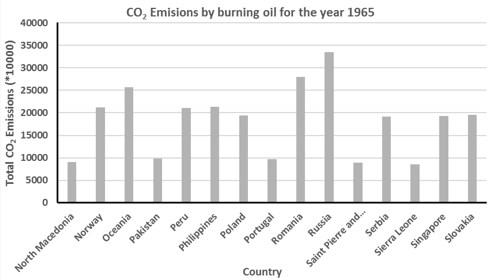 CO₂ Emisions by burning oil for the year 1965
Total CO₂ Emissions (*10000)
40000
35000
30000
25000
20000
15000
10000
5000
0
North Macedonia
Norway
Oceania
Pakistan
Peru
Philippines
Poland
Portugal
Romania
Russia
Saint Pierre and...
Serbia
Sierra Leone
Singapore
Slovakia
Country